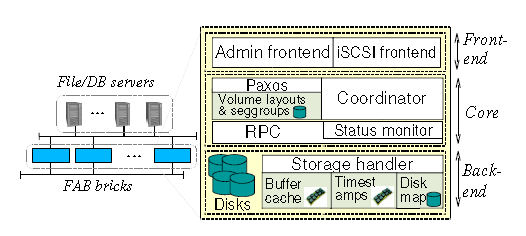 File/DB servers
...
...
FAB bricks
Admin frontend
iSCSI frontend
Paxos
Volume layouts
& seggroups
Coordinator
RPC
Status monitor
Disks
Storage handler
Buffer
cache
Timest
amps
Disk
map
Front-
end
Core
Back-
end